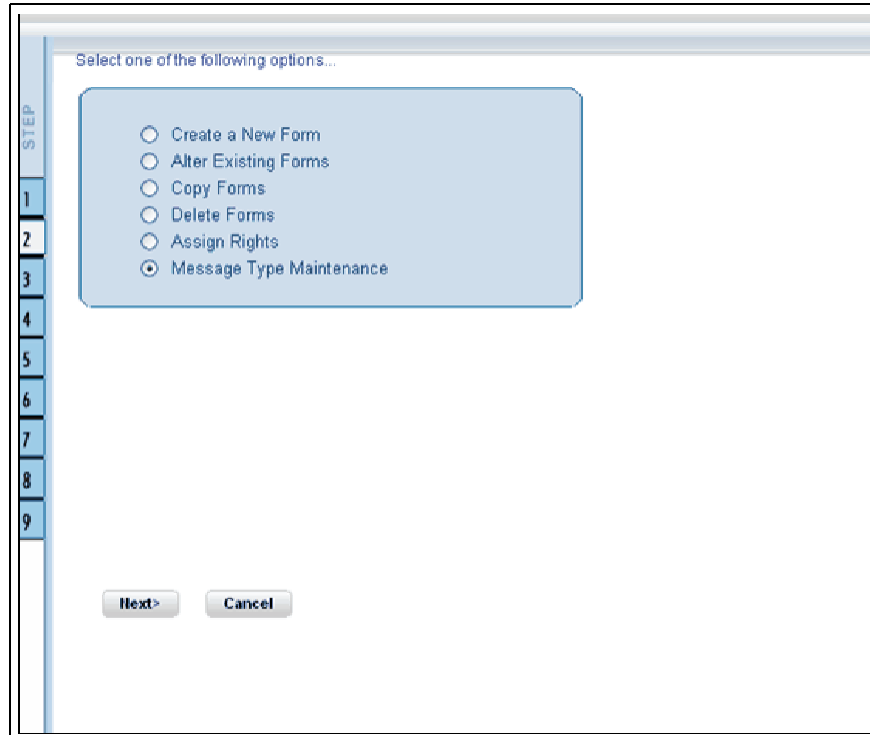 Select one of the following options...
STEP
Create a New Form
Alter Existing Forms
Copy Forms
Delete Forms
Assign Rights
Message Type Maintenance
1
2
3
4
5
6
7
8
9
Next>
Cancel